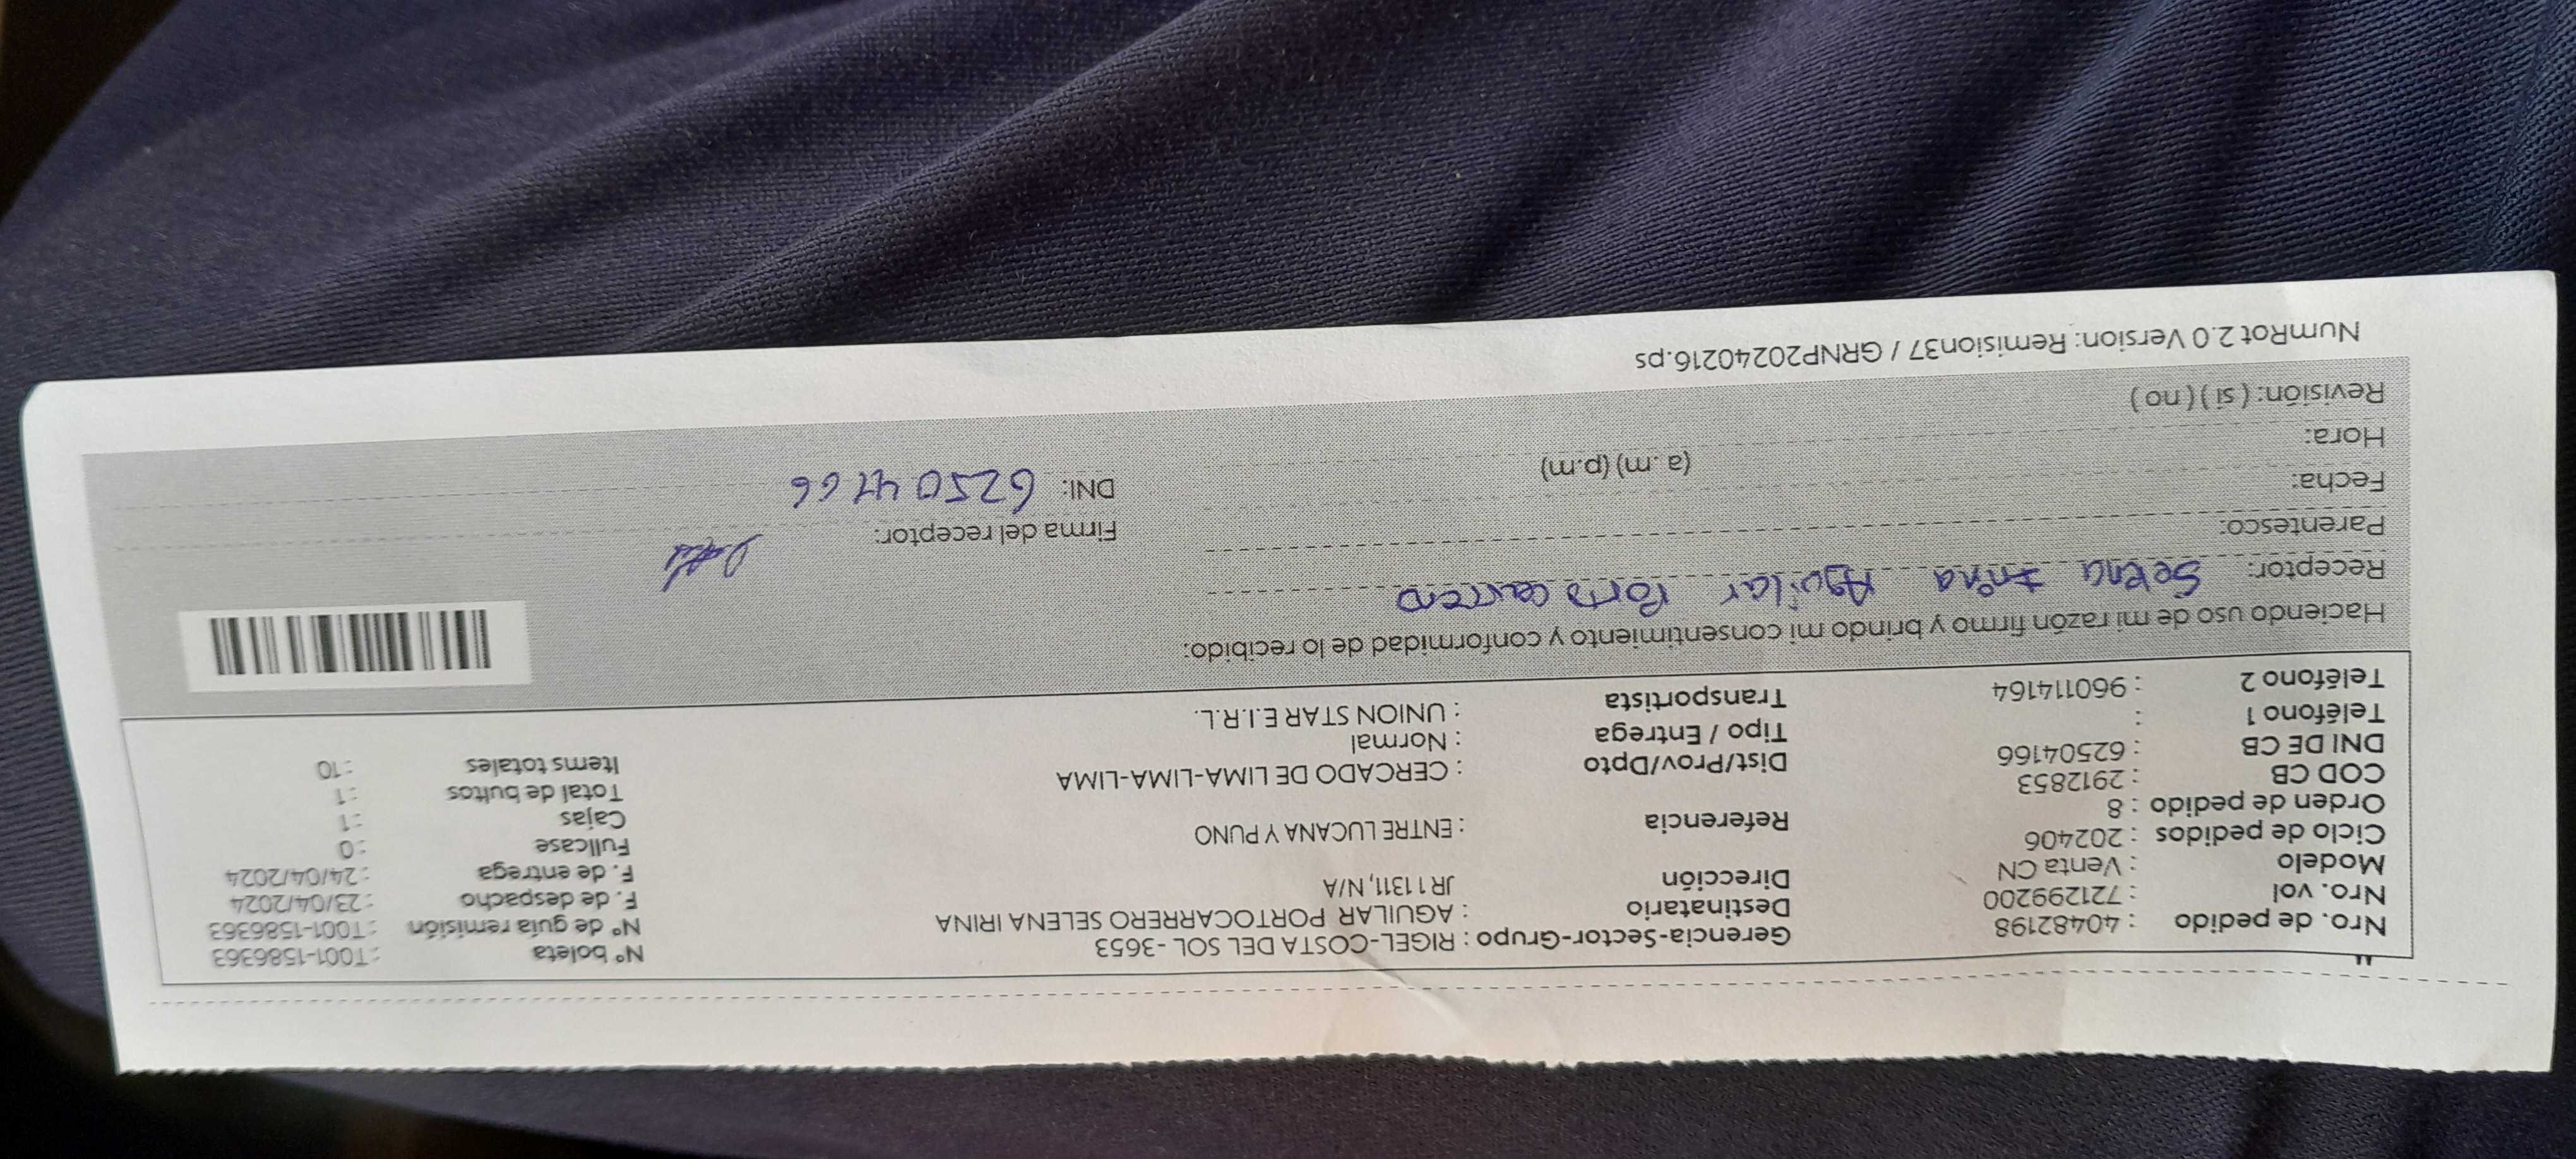 Nro. de pedido : 40482198 Gerencia-Sector-Grupo : RIGEL-COSTA DEL SOL -3653 N° boleta : T001-1586363
Nro. vol : 721299200 Destinatario : AGUILAR PORTOCARRERO SELENA IRINA N° de guía remisión : T001-1586363
Modelo : Venta CN Dirección JR 1 1311, N/A F. de despacho : 23/04/2024
Ciclo de pedidos : 202406 F. de entrega : 24/04/2024
Orden de pedido : 8 Referencia : ENTRE LUCANA Y PUNO Fullcase : 0
COD CB : 2912853 Cajas : 1
DNI DE CB : 62504166 Dist/Prov/Dpto : CERCADO DE LIMA-LIMA-LIMA Total de bultos : 1
Teléfono 1 : Tipo / Entrega : Normal Items totales : 10
Teléfono 2 : 960114164 Transportista : UNION STAR E.I.R.L.
Haciendo uso de mi razón firmo y brindo mi consentimiento y conformidad de lo recibido:
Receptor: Selena Irina Aguilar Portocarrero
Parentesco: Firma del receptor:
Fecha: DNI: 62504166
Hora: (a.m) (p.m)
Revisión: ( sí ) ( no )
NumRot 2.0 Version: Remision37 / GRNP20240216.ps